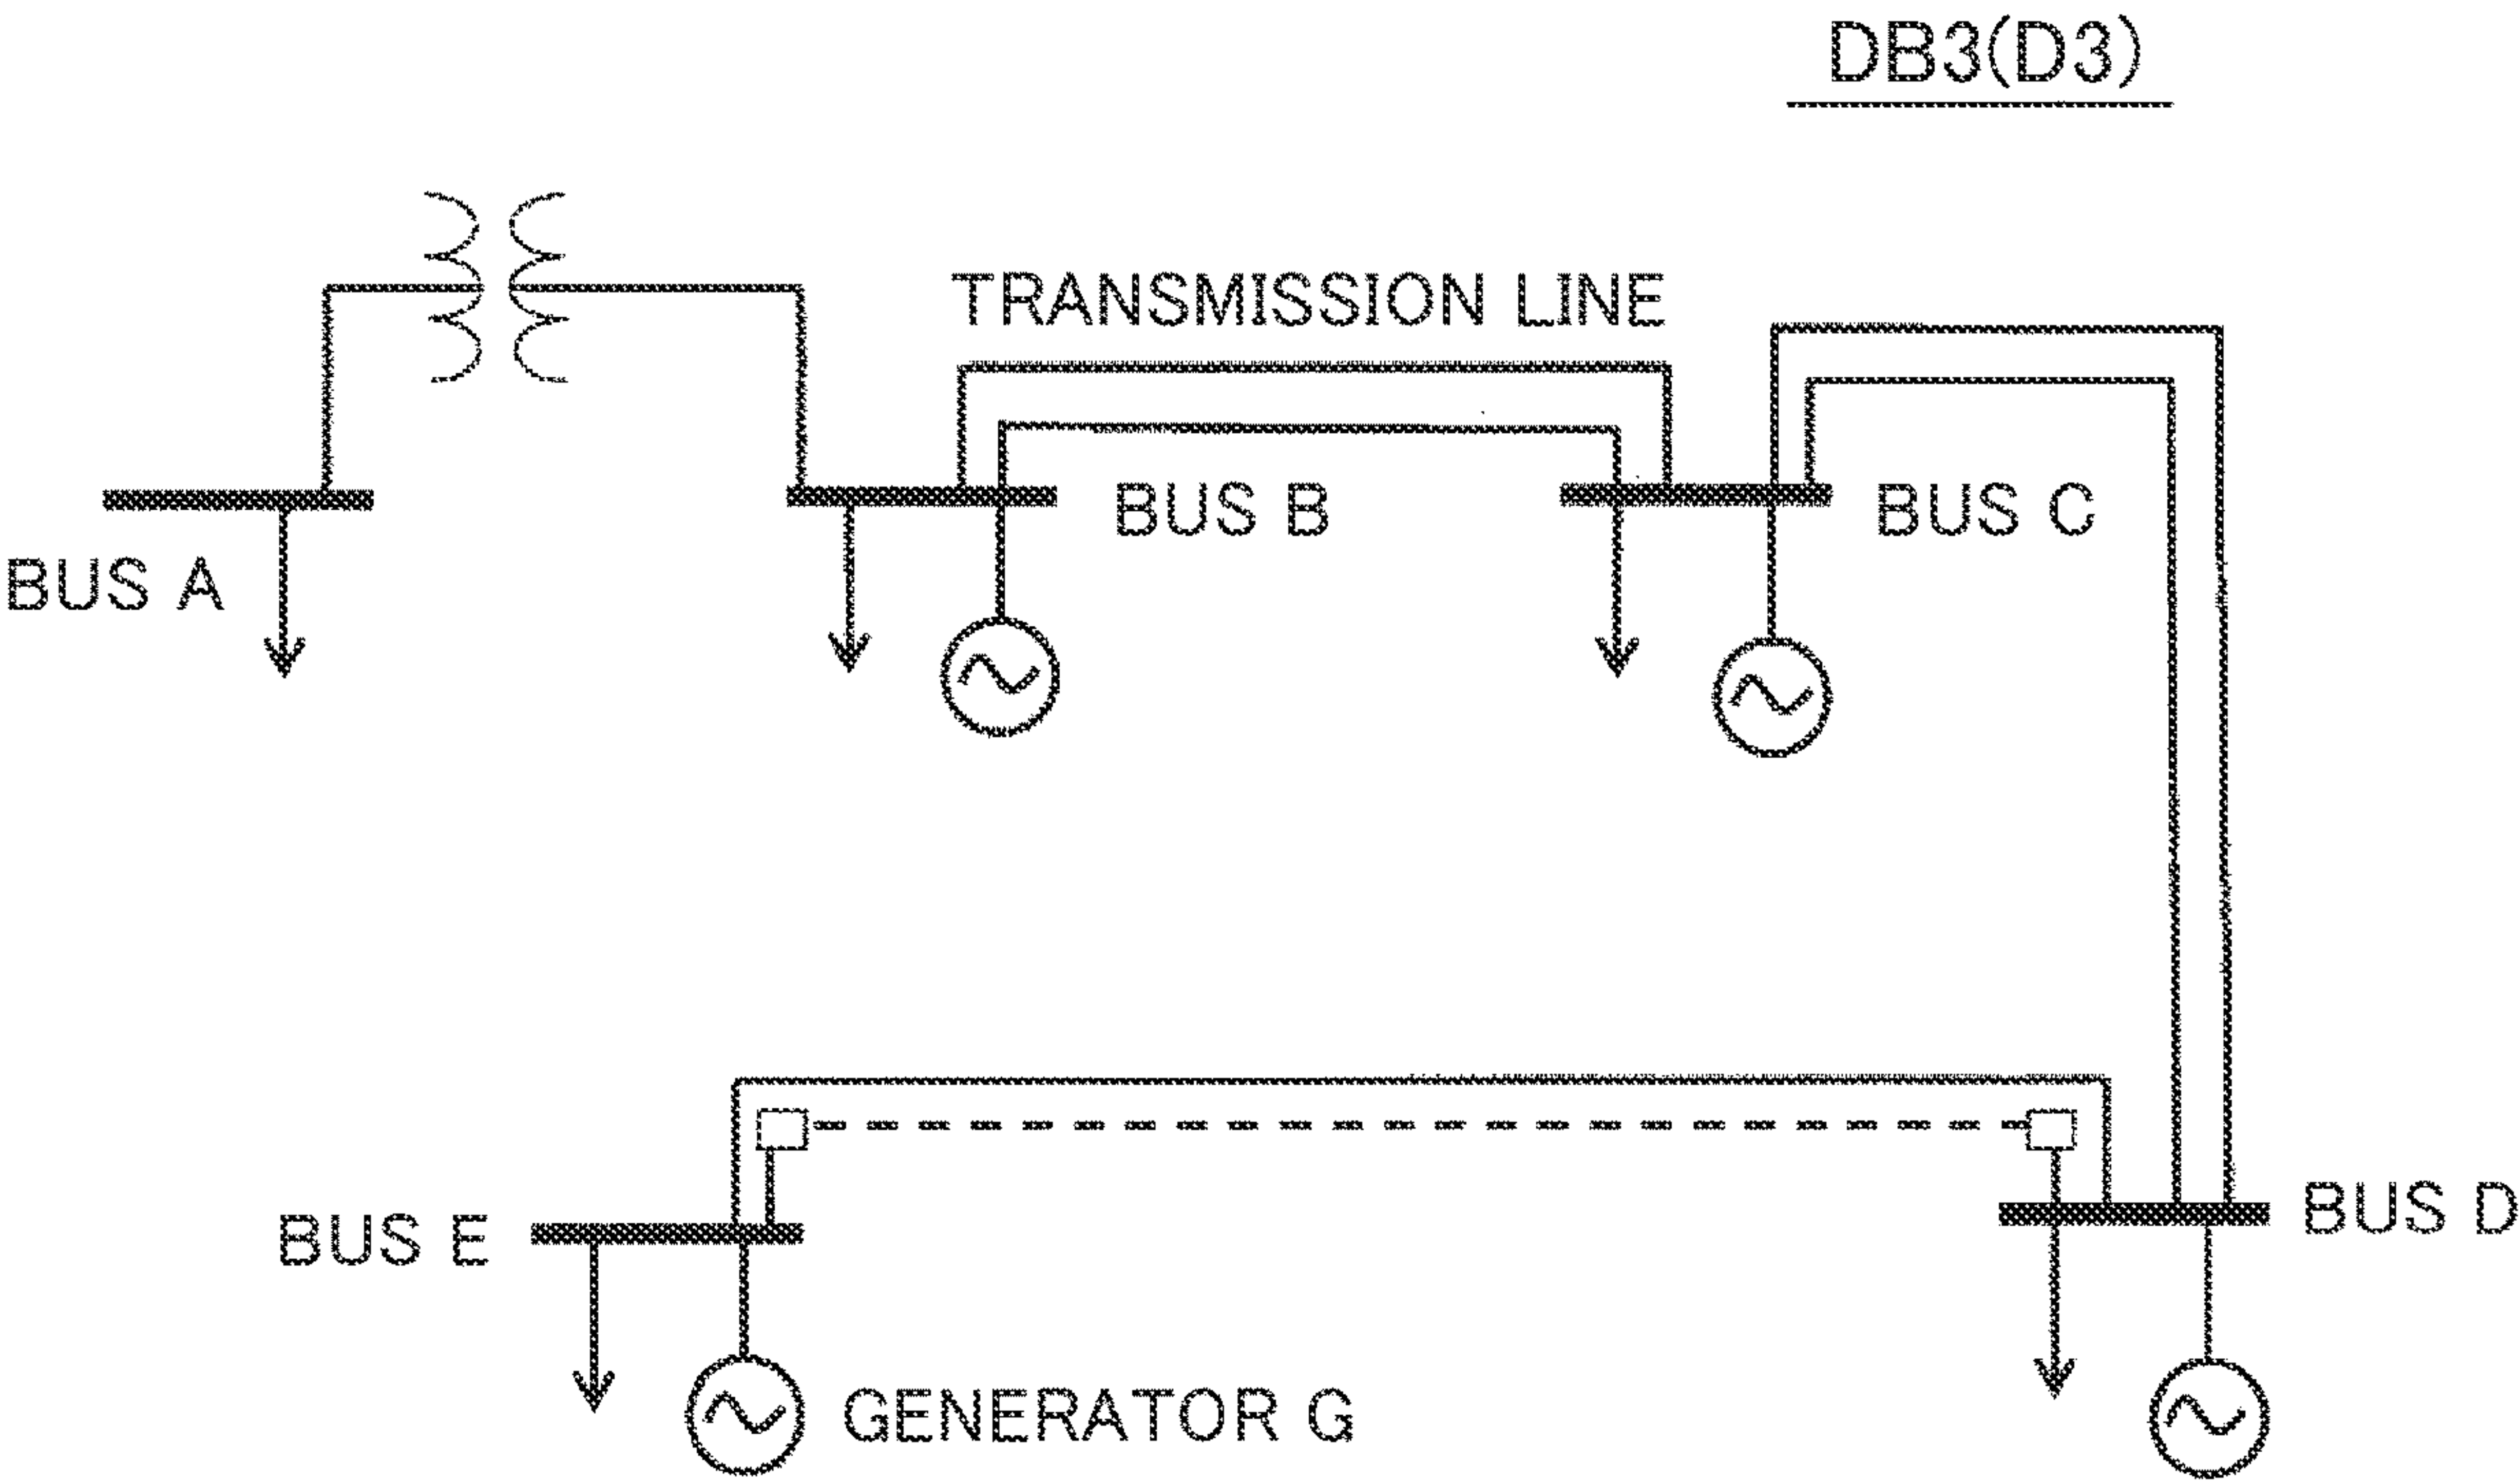 DB3(D3)
TRANSMISSION LINE
BUS B
BUS C
BUS A
BUS E
BUS D
GENERATOR G